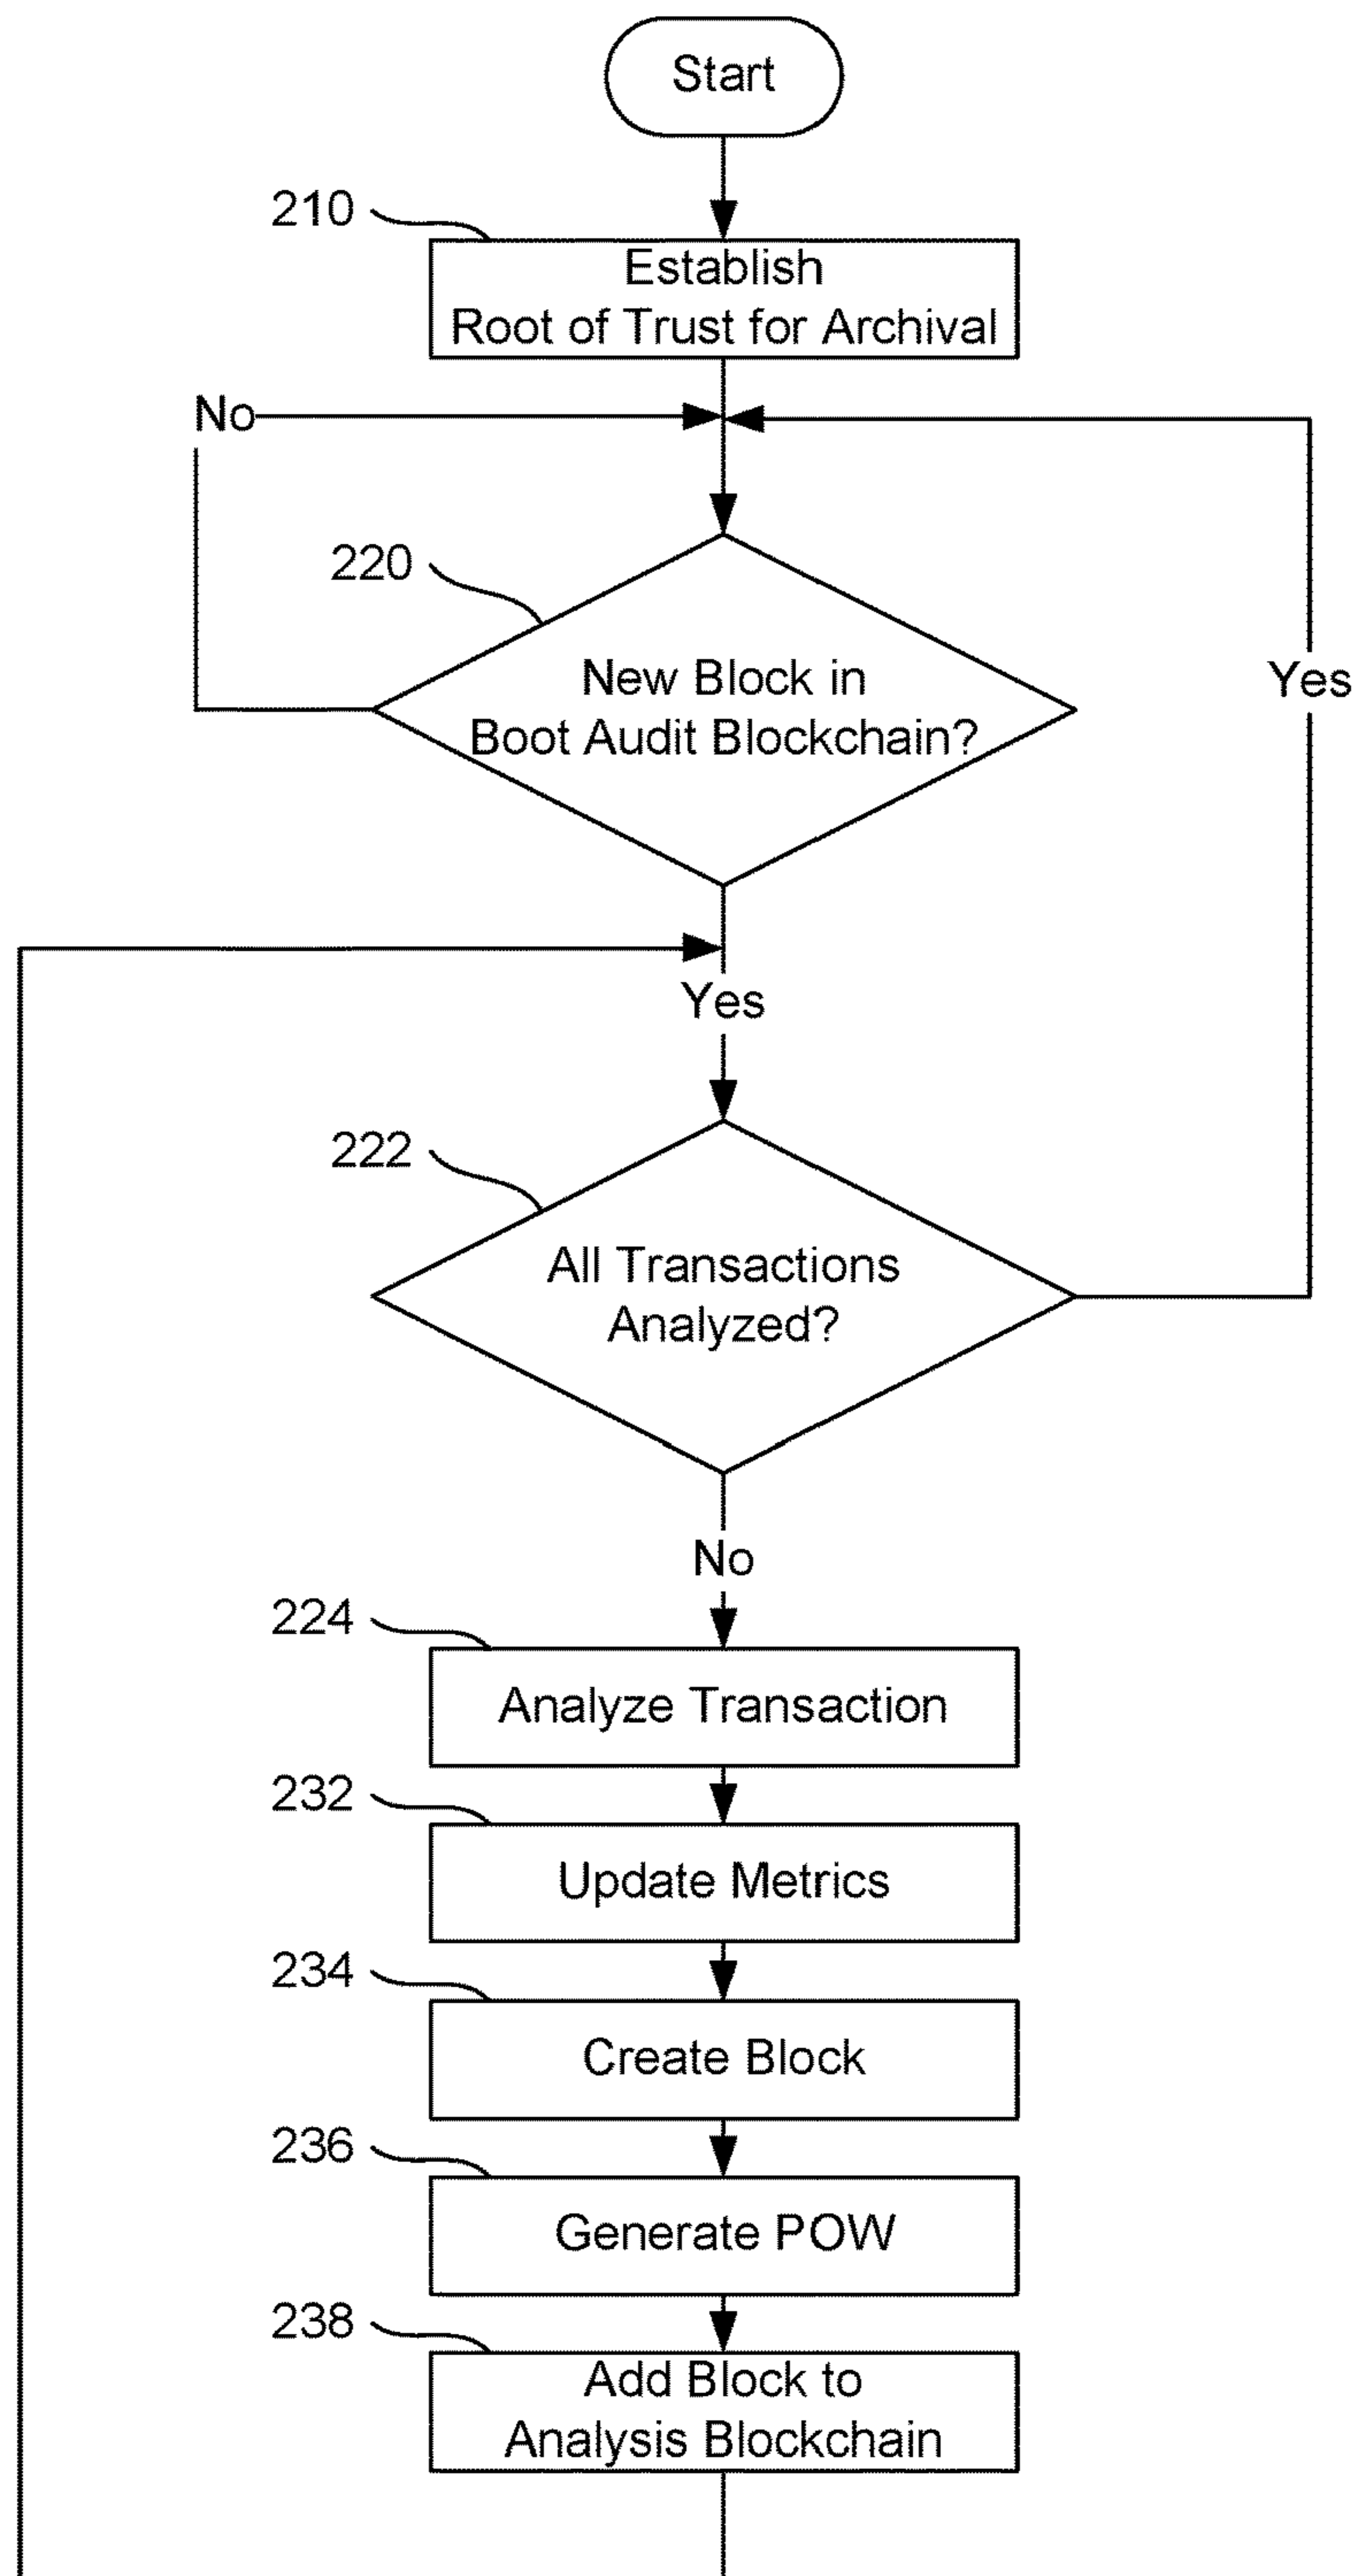 Start
210
Establish
Root of Trust for Archival
No
220
New Block in
Boot Audit Blockchain?
Yes
Yes
222
All Transactions
Analyzed?
No
224
Analyze Transaction
232
Update Metrics
234
Create Block
236
Generate POW
238
Add Block to
Analysis Blockchain